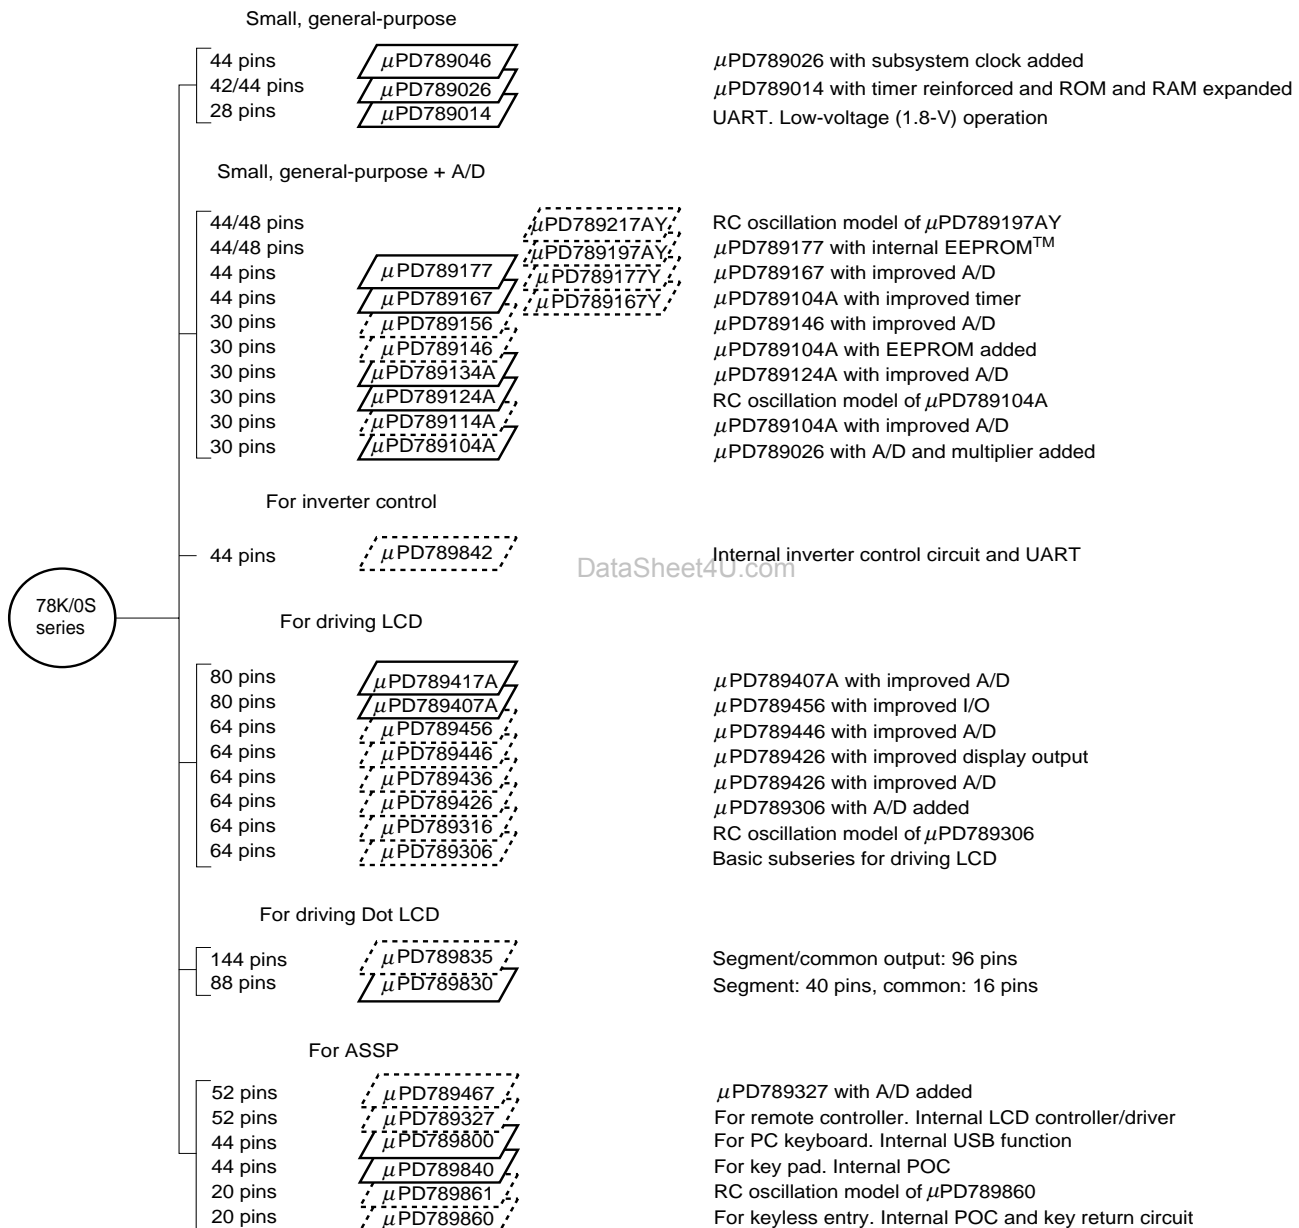 Small, general-purpose
44 pins μPD789046 μPD789026 with subsystem clock added
42/44 pins μPD789026 μPD789014 with timer reinforced and ROM and RAM expanded
28 pins μPD789014 UART. Low-voltage (1.8-V) operation
Small, general-purpose + A/D
44/48 pins μPD789217AY RC oscillation model of μPD789197AY
44/48 pins μPD789197AY μPD789177 with internal EEPROM™
44 pins μPD789177 μPD789177Y μPD789167 with improved A/D
44 pins μPD789167 μPD789167Y μPD789104A with improved timer
30 pins μPD789156 μPD789146 with improved A/D
30 pins μPD789146 μPD789104A with EEPROM added
30 pins μPD789134A μPD789124A with improved A/D
30 pins μPD789124A RC oscillation model of μPD789104A
30 pins μPD789114A μPD789104A with improved A/D
30 pins μPD789104A μPD789026 with A/D and multiplier added
For inverter control
44 pins μPD789842 Internal inverter control circuit and UART
DataSheet4U.com
78K/0S
series
For driving LCD
80 pins μPD789417A μPD789407A with improved A/D
80 pins μPD789407A μPD789456 with improved I/O
64 pins μPD789456 μPD789446 with improved A/D
64 pins μPD789446 μPD789426 with improved display output
64 pins μPD789436 μPD789426 with improved A/D
64 pins μPD789426 μPD789306 with A/D added
64 pins μPD789316 RC oscillation model of μPD789306
64 pins μPD789306 Basic subseries for driving LCD
For driving Dot LCD
144 pins μPD789835 Segment/common output: 96 pins
88 pins μPD789830 Segment: 40 pins, common: 16 pins
For ASSP
52 pins μPD789467 μPD789327 with A/D added
52 pins μPD789327 For remote controller. Internal LCD controller/driver
44 pins μPD789800 For PC keyboard. Internal USB function
44 pins μPD789840 For key pad. Internal POC
20 pins μPD789861 RC oscillation model of μPD789860
20 pins μPD789860 For keyless entry. Internal POC and key return circuit